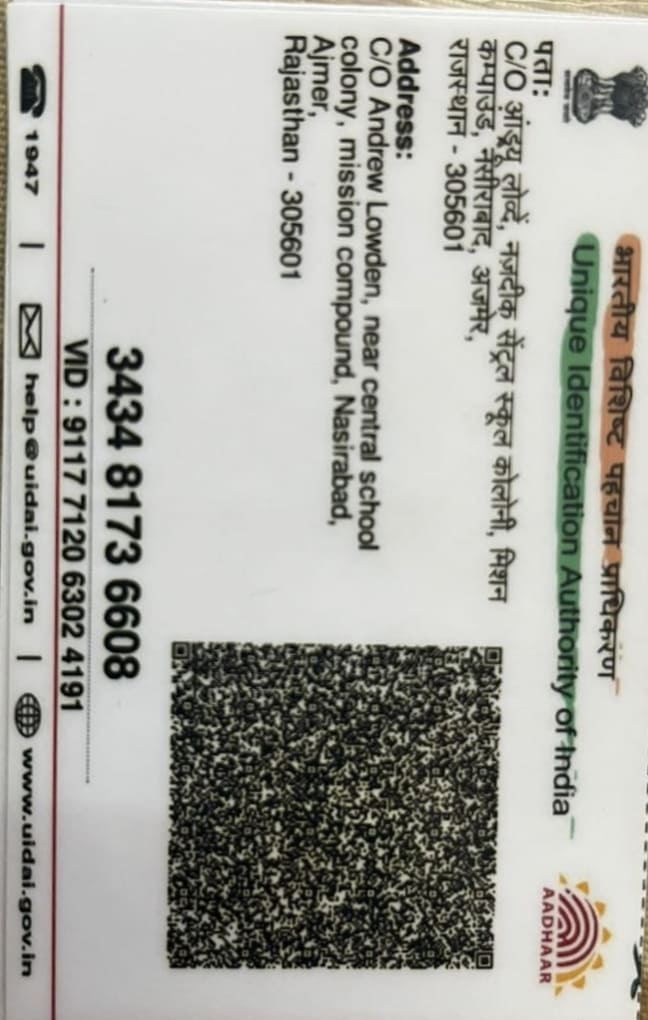 भारतीय विशिष्ट पहचान प्राधिकरण
Unique Identification Authority of India
AADHAAR
पता:
C/O आंड्र्यू लोव्दें, नज़दीक सेंट्रल स्कूल कोलोनी, मिशन
कम्पाउंड, नसीराबाद, अजमेर,
राजस्थान - 305601
Address:
C/O Andrew Lowden, near central school
colony, mission compound, Nasirabad,
Ajmer,
Rajasthan - 305601
3434 8173 6608
VID : 9117 7120 6302 4191
1947 | help@uidai.gov.in | www.uidai.gov.in